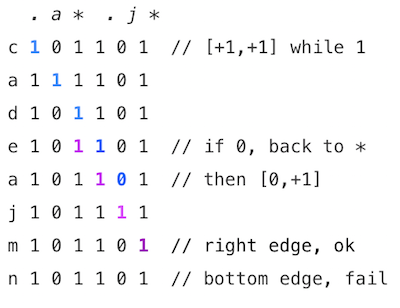 . a * . j *
c 1 0 1 1 0 1 // [+1,+1] while 1
a 1 1 1 1 0 1
d 1 0 1 1 0 1
e 1 0 1 1 0 1 // if 0, back to *
a 1 0 1 1 0 1 // then [0,+1]
j 1 0 1 1 1 1
m 1 0 1 1 0 1 // right edge, ok
n 1 0 1 1 0 1 // bottom edge, fail